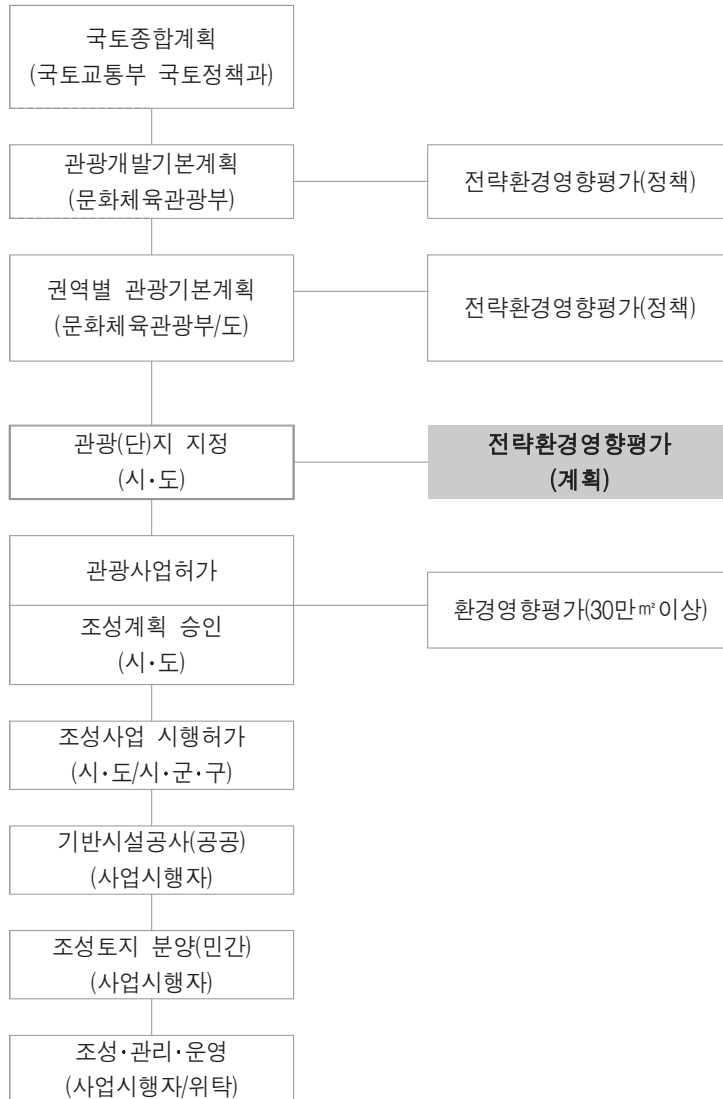 국토종합계획
(국토교통부 국토정책과)
관광개발기본계획
(문화체육관광부)
전략환경영향평가(정책)
권역별 관광기본계획
(문화체육관광부/도)
전략환경영향평가(정책)
관광(단)지 지정
(시·도)
전략환경영향평가
(계획)
관광사업허가
조성계획 승인
(시·도)
환경영향평가(30만㎡이상)
조성사업 시행허가
(시·도/시·군·구)
기반시설공사(공공)
(사업시행자)
조성토지 분양(민간)
(사업시행자)
조성·관리·운영
(사업시행자/위탁)